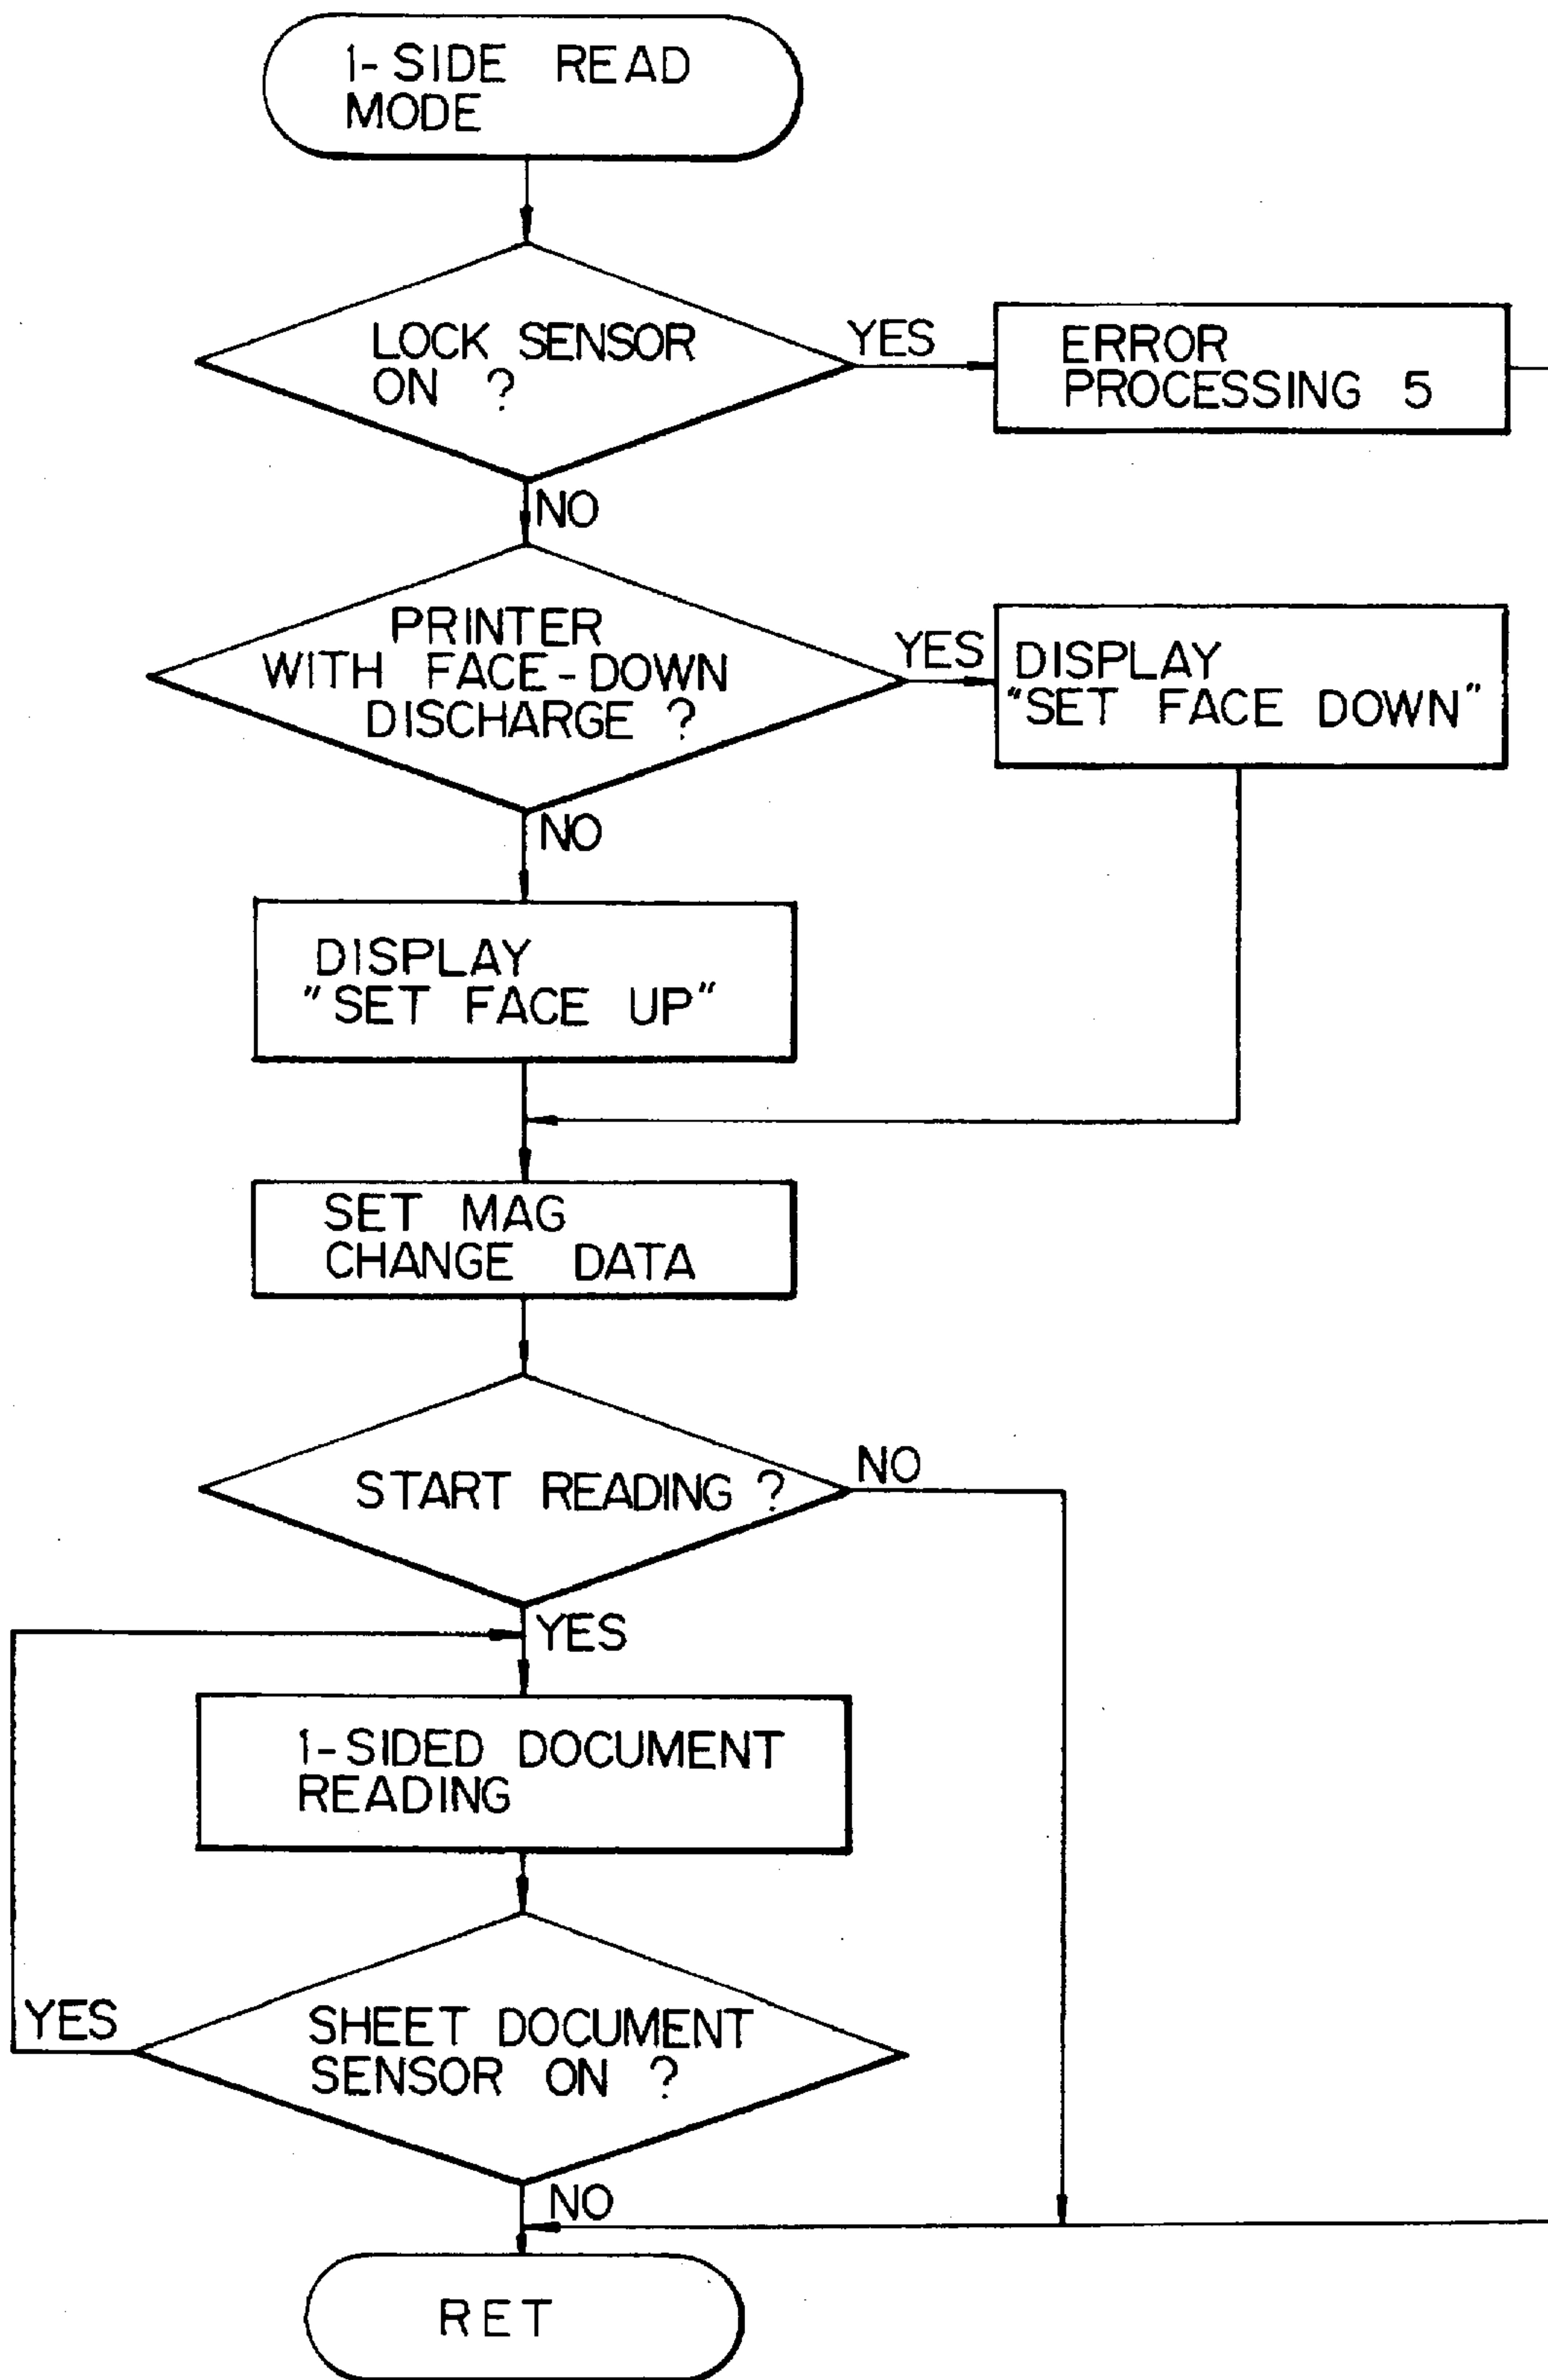 1-SIDE READ
MODE
LOCK SENSOR
ON ?
YES
ERROR
PROCESSING 5
NO
PRINTER
WITH FACE-DOWN
DISCHARGE ?
YES
DISPLAY
"SET FACE DOWN"
NO
DISPLAY
"SET FACE UP"
SET MAG
CHANGE DATA
START READING ?
NO
YES
1-SIDED DOCUMENT
READING
SHEET DOCUMENT
SENSOR ON ?
YES
NO
RET